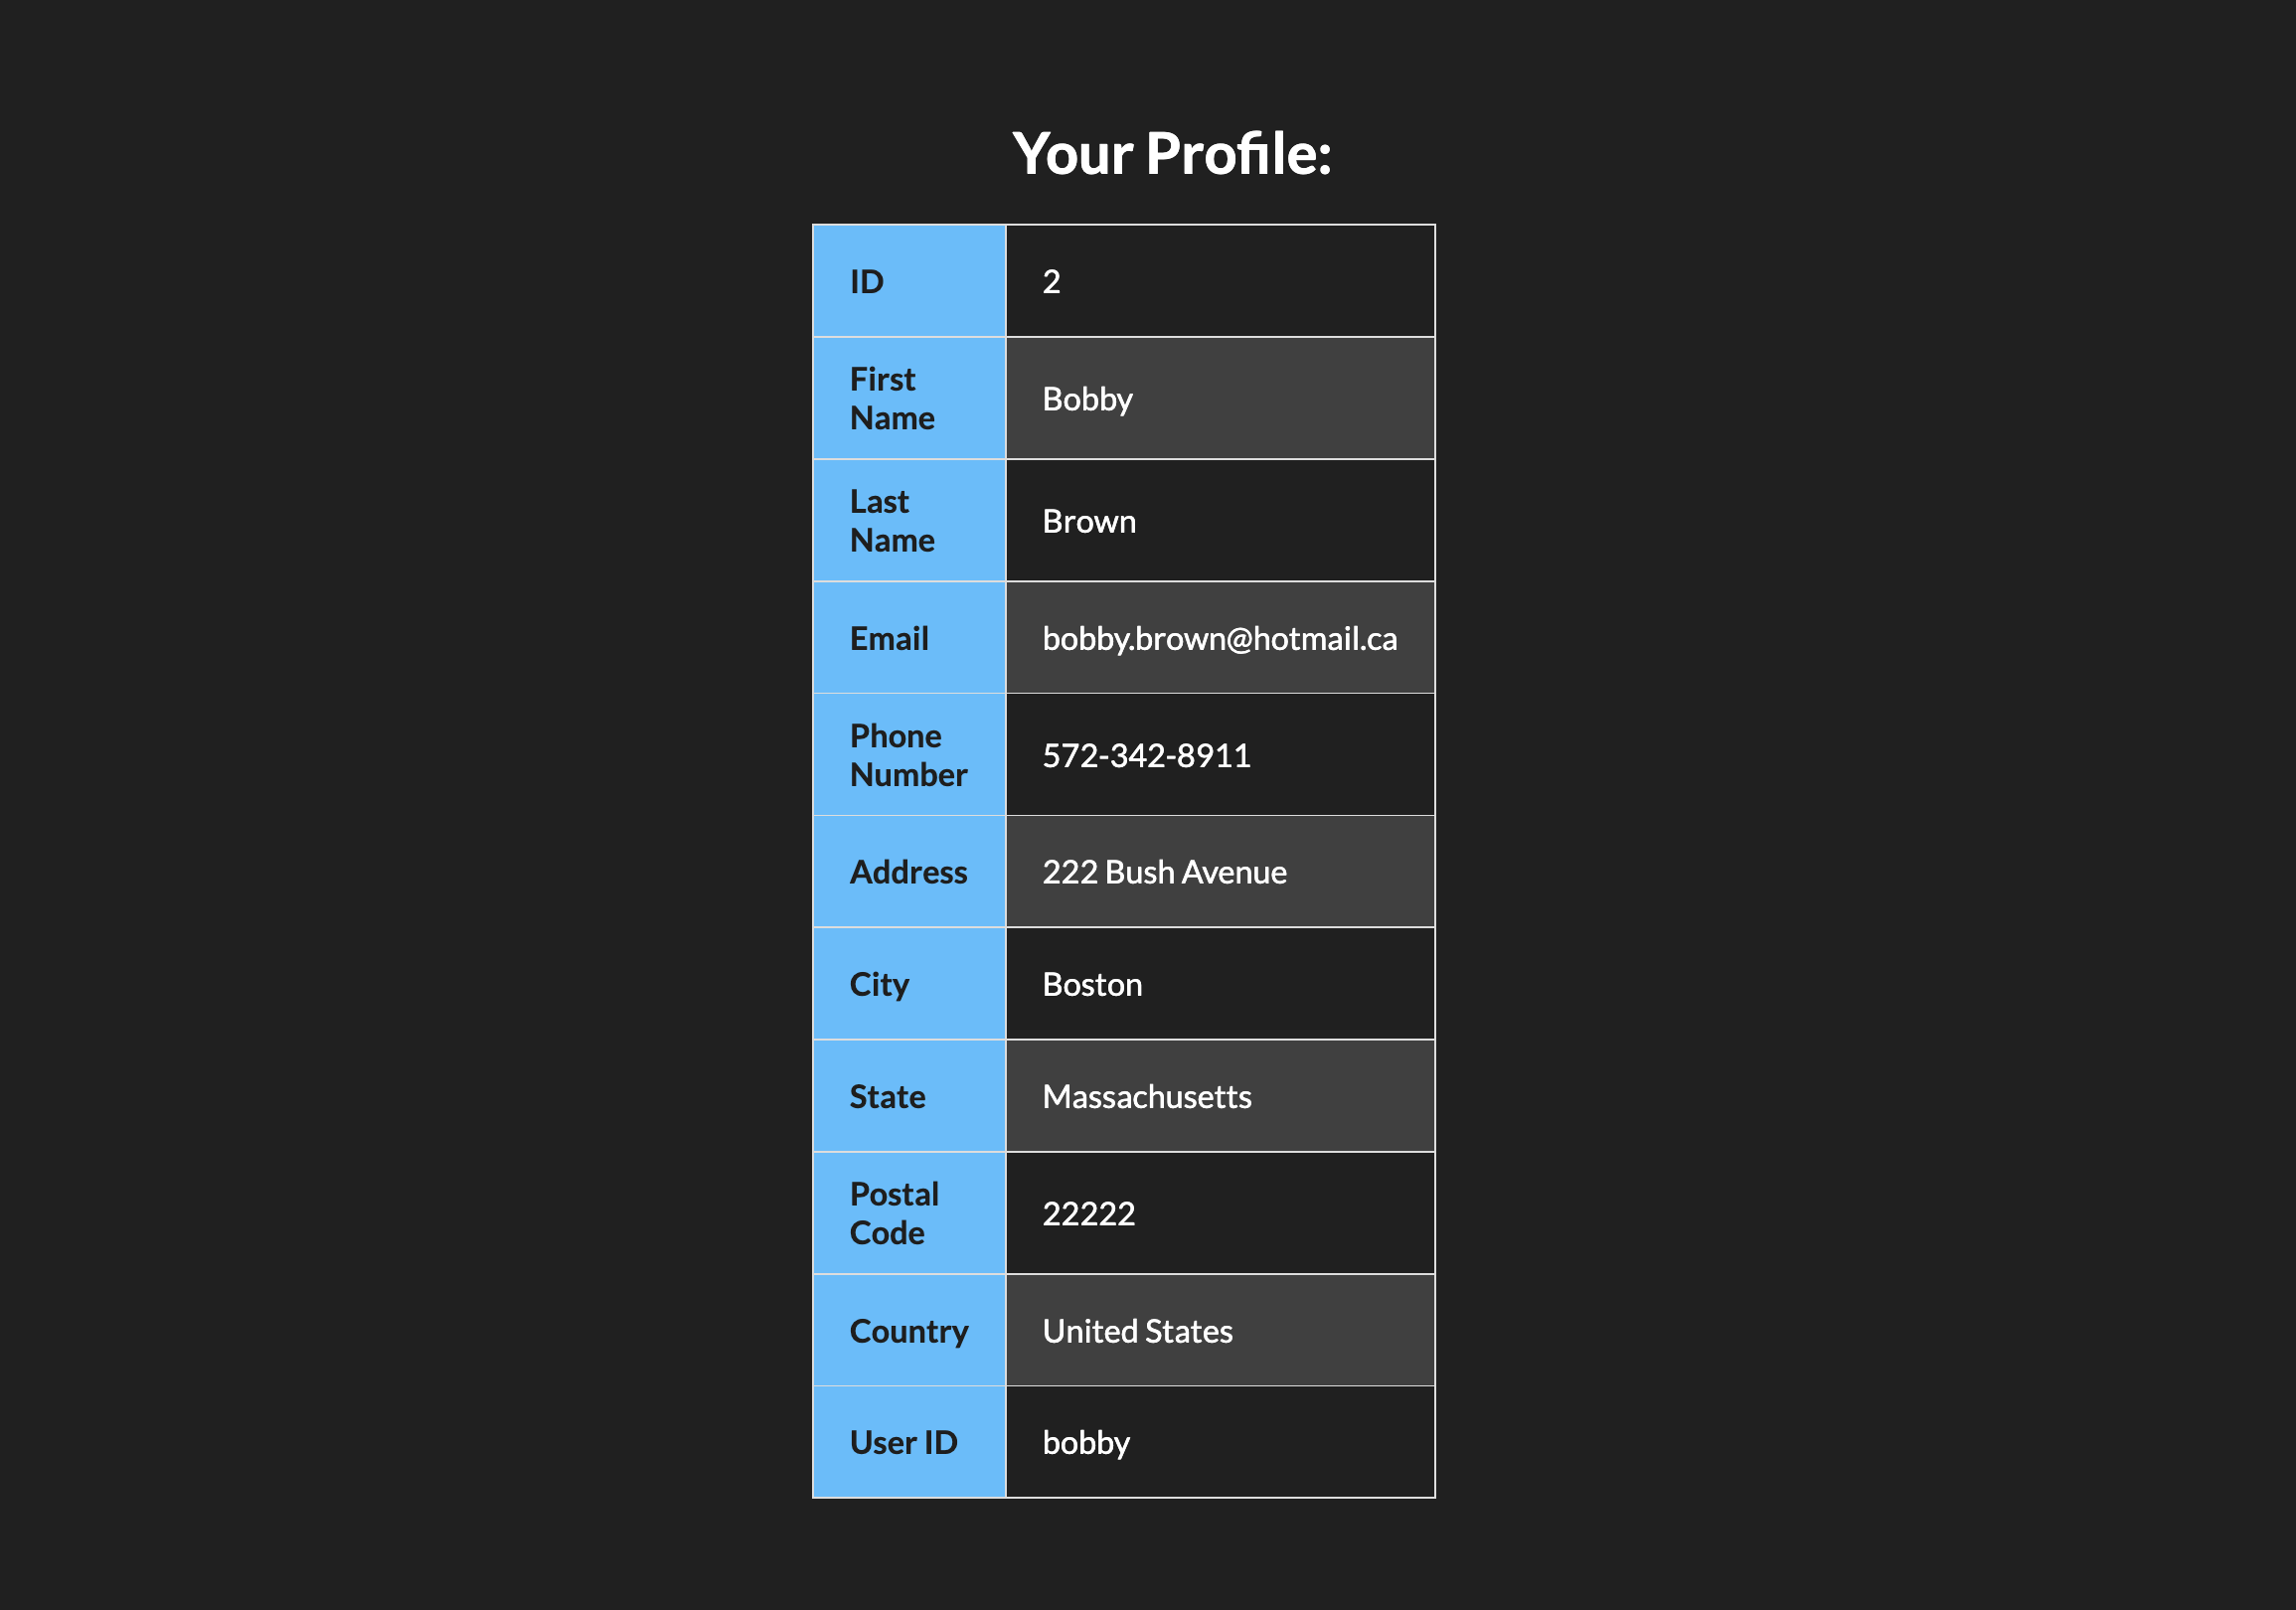 Your Profile:
ID 2
First
Name
Bobby
Last
Name
Brown
Email bobby.brown@hotmail.ca
Phone
Number
572-342-8911
Address 222 Bush Avenue
City Boston
State Massachusetts
Postal
Code
22222
Country United States
User ID bobby